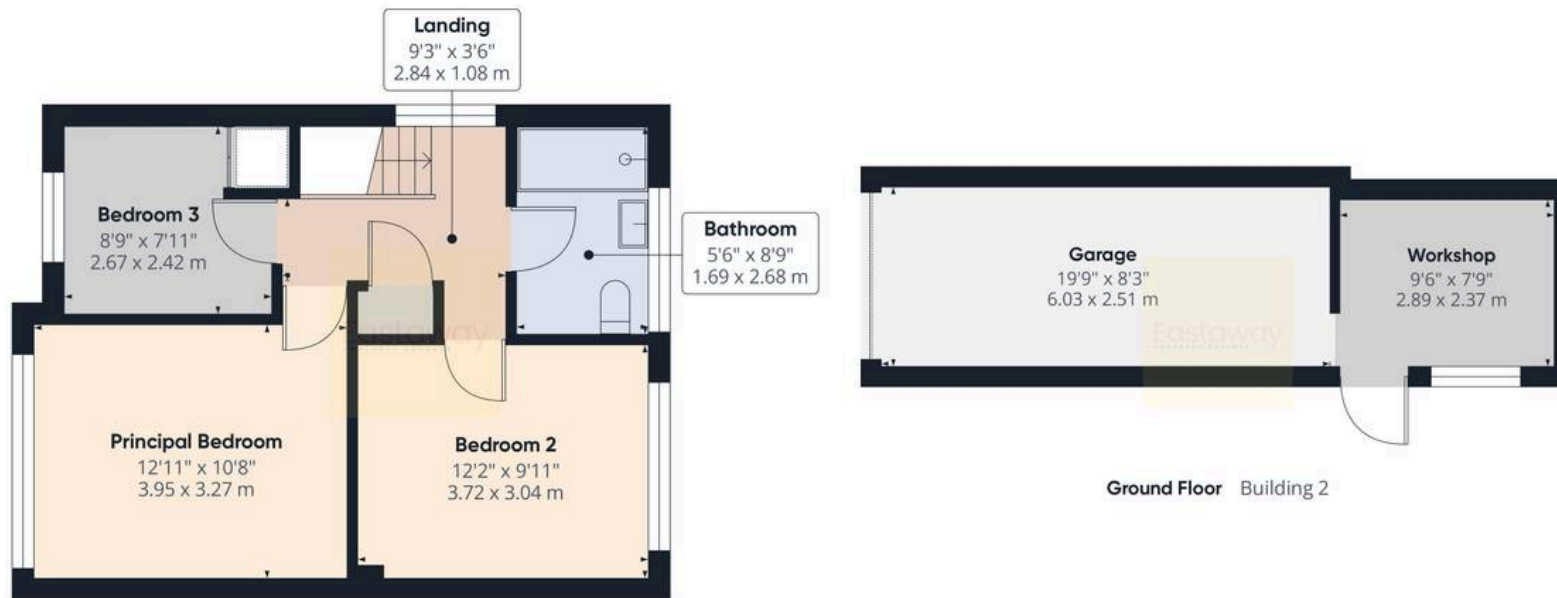 Landing
9'3" x 3'6"
2.84 x 1.08 m
Bedroom 3
8'9" x 7'11"
2.67 x 2.42 m
Bathroom
5'6" x 8'9"
1.69 x 2.68 m
Eastaway
Principal Bedroom
12'11" x 10'8"
3.95 x 3.27 m
Bedroom 2
12'2" x 9'11"
3.72 x 3.04 m
Garage
19'9" x 8'3"
6.03 x 2.51 m
Workshop
9'6" x 7'9"
2.89 x 2.37 m
Eastaway
Ground Floor Building 2